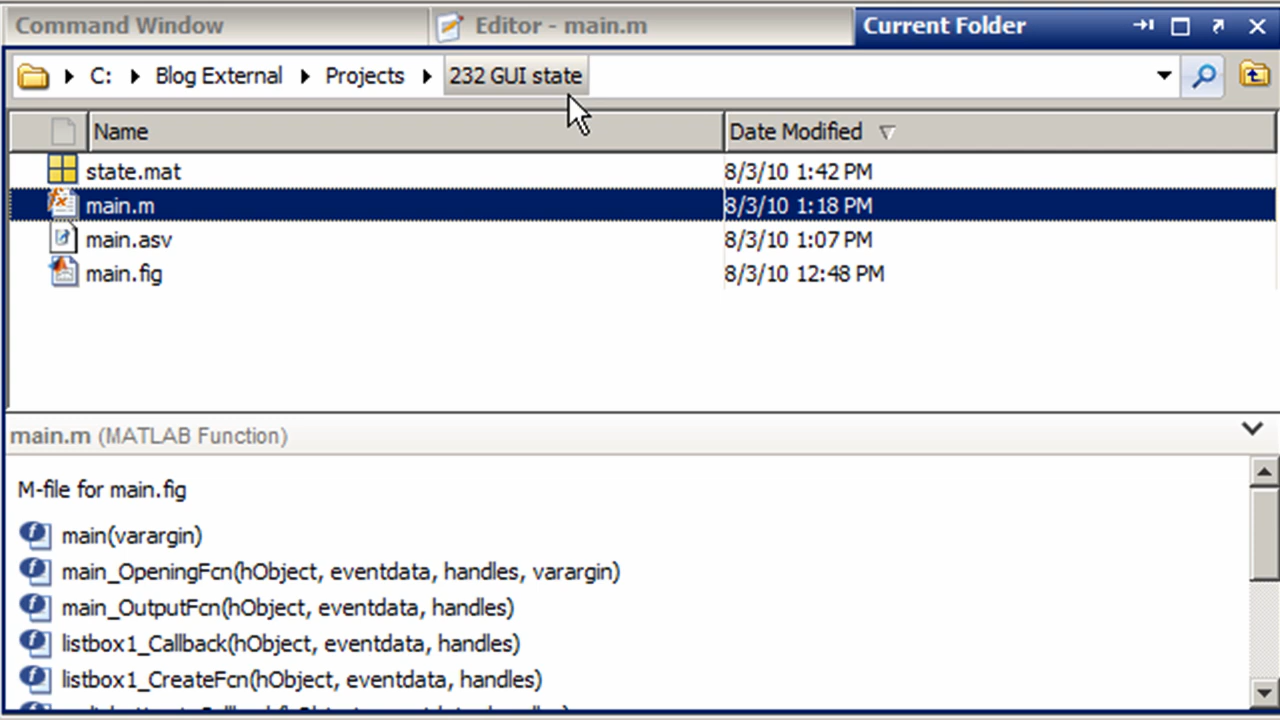 Command Window Editor - main.m Current Folder
C: Blog External Projects 232 GUI state
Name Date Modified
state.mat 8/3/10 1:42 PM
main.m 8/3/10 1:18 PM
main.asv 8/3/10 1:07 PM
main.fig 8/3/10 12:48 PM
main.m (MATLAB Function)
M-file for main.fig
main(varargin)
main_OpeningFcn(hObject, eventdata, handles, varargin)
main_OutputFcn(hObject, eventdata, handles)
listbox1_Callback(hObject, eventdata, handles)
listbox1_CreateFcn(hObject, eventdata, handles)